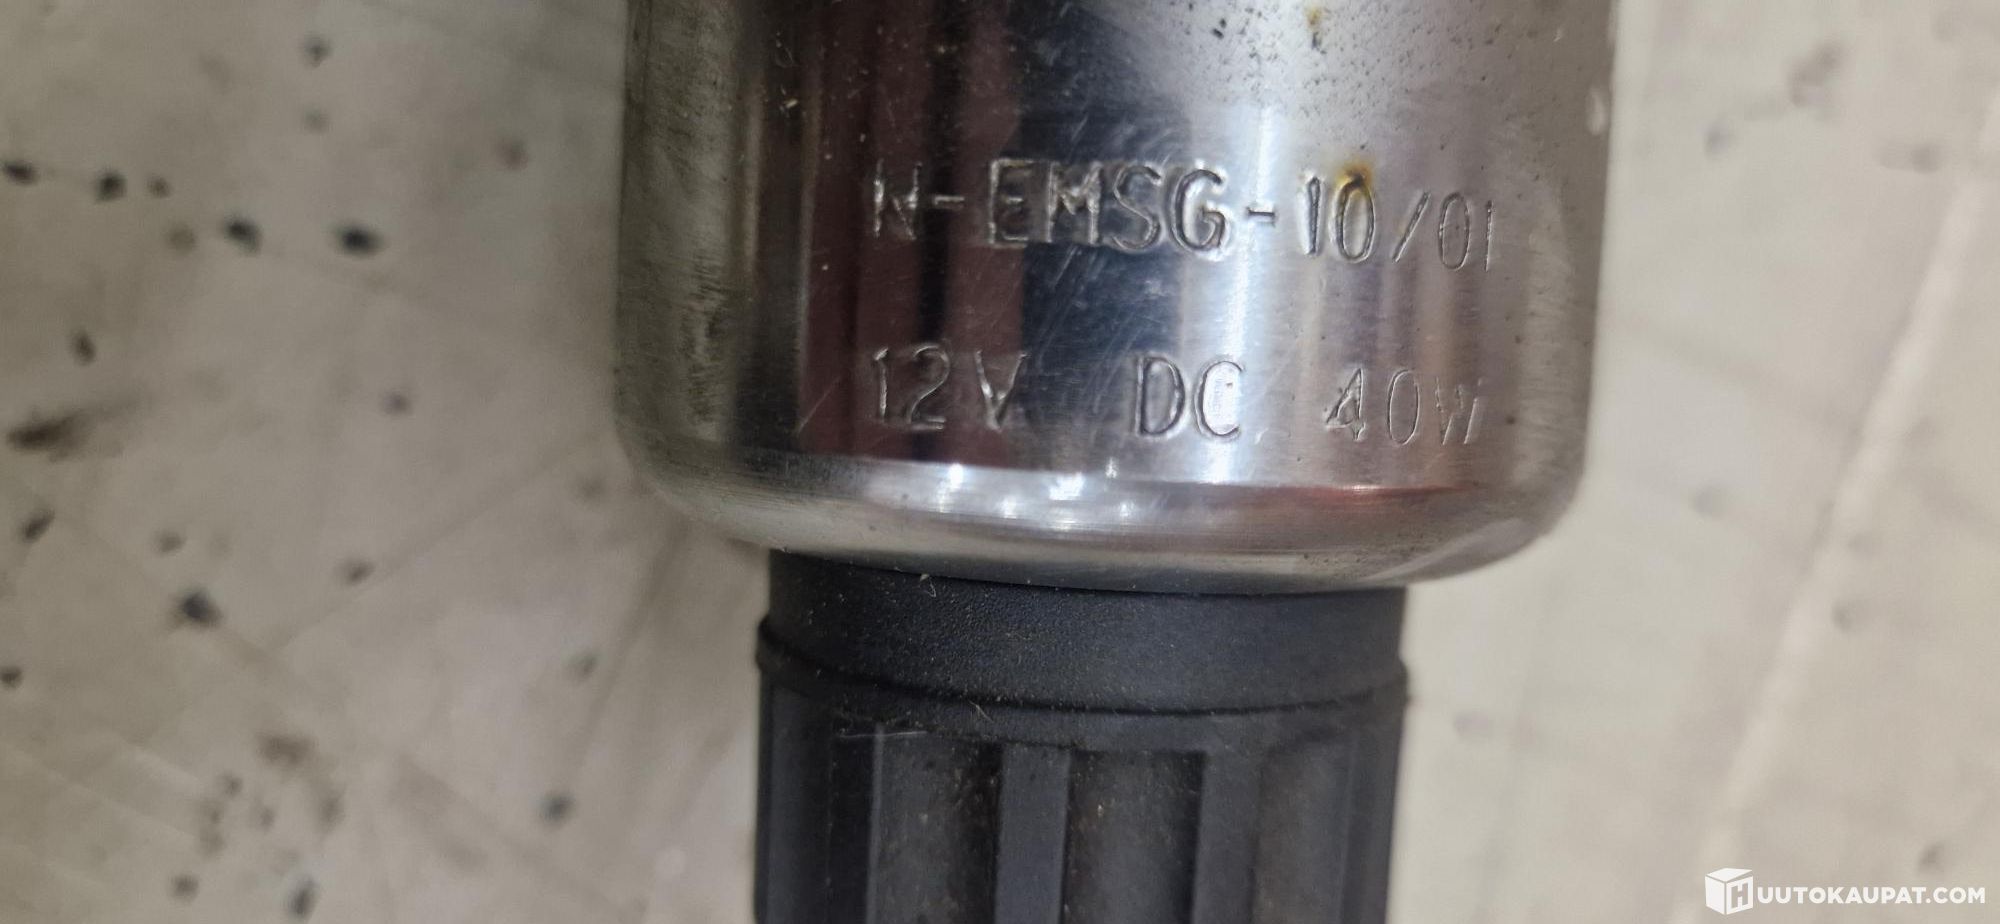 N-EMSG-10/01
12V DC 40W
HUUTOKAUPAT.COM